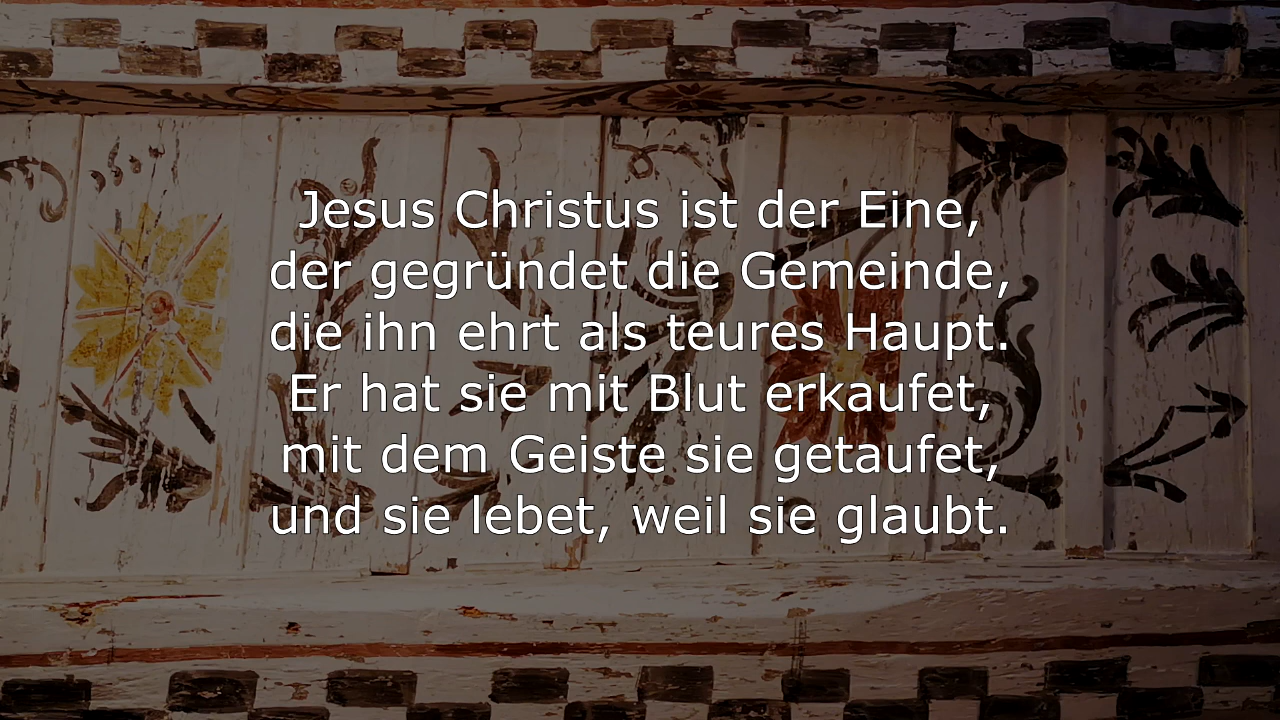 Jesus Christus ist der Eine,
der gegründet die Gemeinde,
die ihn ehrt als teures Haupt.
Er hat sie mit Blut erkaufet,
mit dem Geiste sie getaufet,
und sie lebet, weil sie glaubt.